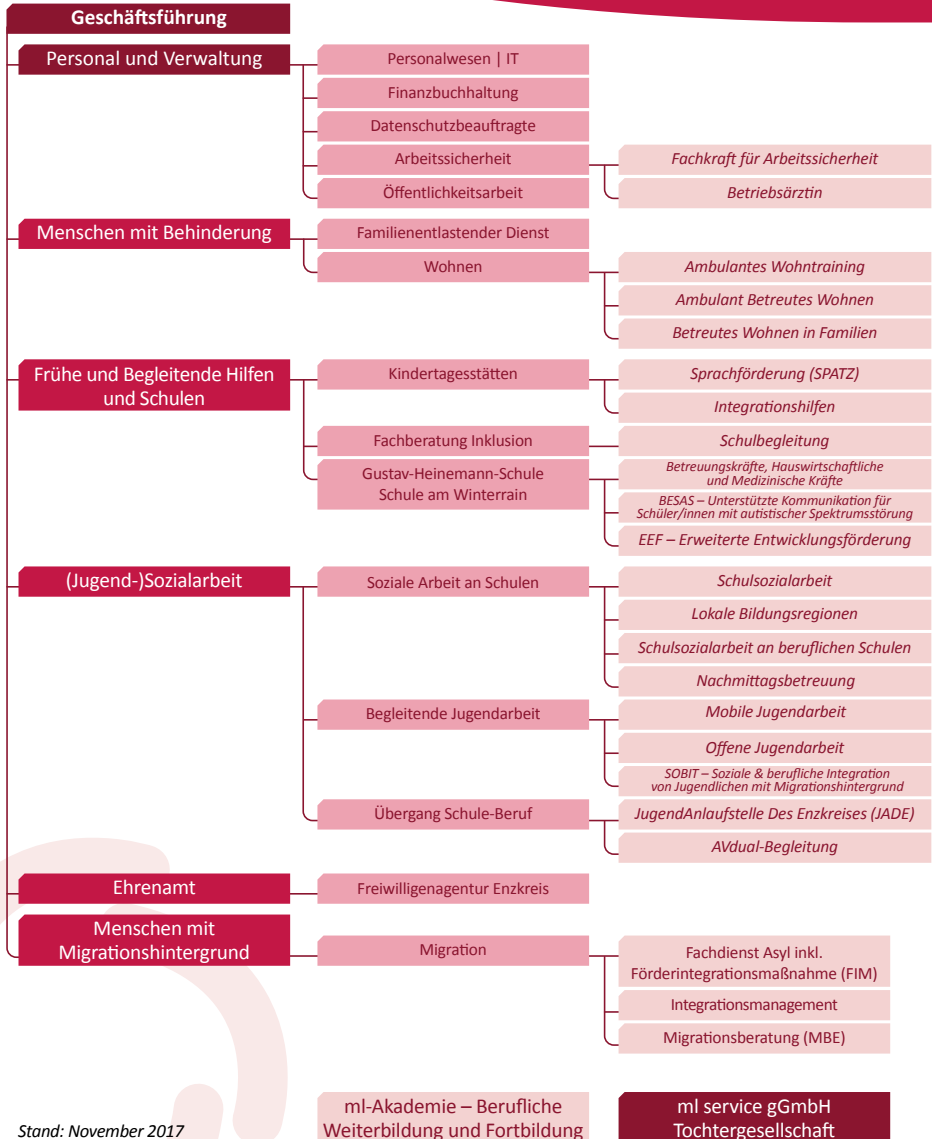 Geschäftsführung
Personal und Verwaltung
Personalwesen | IT
Finanzbuchhaltung
Datenschutzbeauftragte
Arbeitssicherheit
Fachkraft für Arbeitssicherheit
Öffentlichkeitsarbeit
Betriebsärztin
Menschen mit Behinderung
Familienentlastender Dienst
Wohnen
Ambulantes Wohntraining
Ambulant Betreutes Wohnen
Betreutes Wohnen in Familien
Frühe und Begleitende Hilfen
und Schulen
Kindertagesstätten
Sprachförderung (SPATZ)
Integrationshilfen
Fachberatung Inklusion
Schulbegleitung
Gustav-Heinemann-Schule
Schule am Winterrain
Betreuungskräfte, Hauswirtschaftliche
und Medizinische Kräfte
BESAS – Unterstützte Kommunikation für
Schüler/innen mit autistischer Spektrumsstörung
EEF – Erweiterte Entwicklungsförderung
(Jugend-)Sozialarbeit
Soziale Arbeit an Schulen
Schulsozialarbeit
Lokale Bildungsregionen
Schulsozialarbeit an beruflichen Schulen
Nachmittagsbetreuung
Begleitende Jugendarbeit
Mobile Jugendarbeit
Offene Jugendarbeit
SOBIT – Soziale & berufliche Integration
von Jugendlichen mit Migrationshintergrund
Übergang Schule-Beruf
JugendAnlaufstelle Des Enzkreises (JADE)
AVdual-Begleitung
Ehrenamt
Freiwilligenagentur Enzkreis
Menschen mit
Migrationshintergrund
Migration
Fachdienst Asyl inkl.
Förderintegrationsmaßnahme (FIM)
Integrationsmanagement
Migrationsberatung (MBE)
ml-Akademie – Berufliche
Weiterbildung und Fortbildung
ml service gGmbH
Tochtergesellschaft
Stand: November 2017